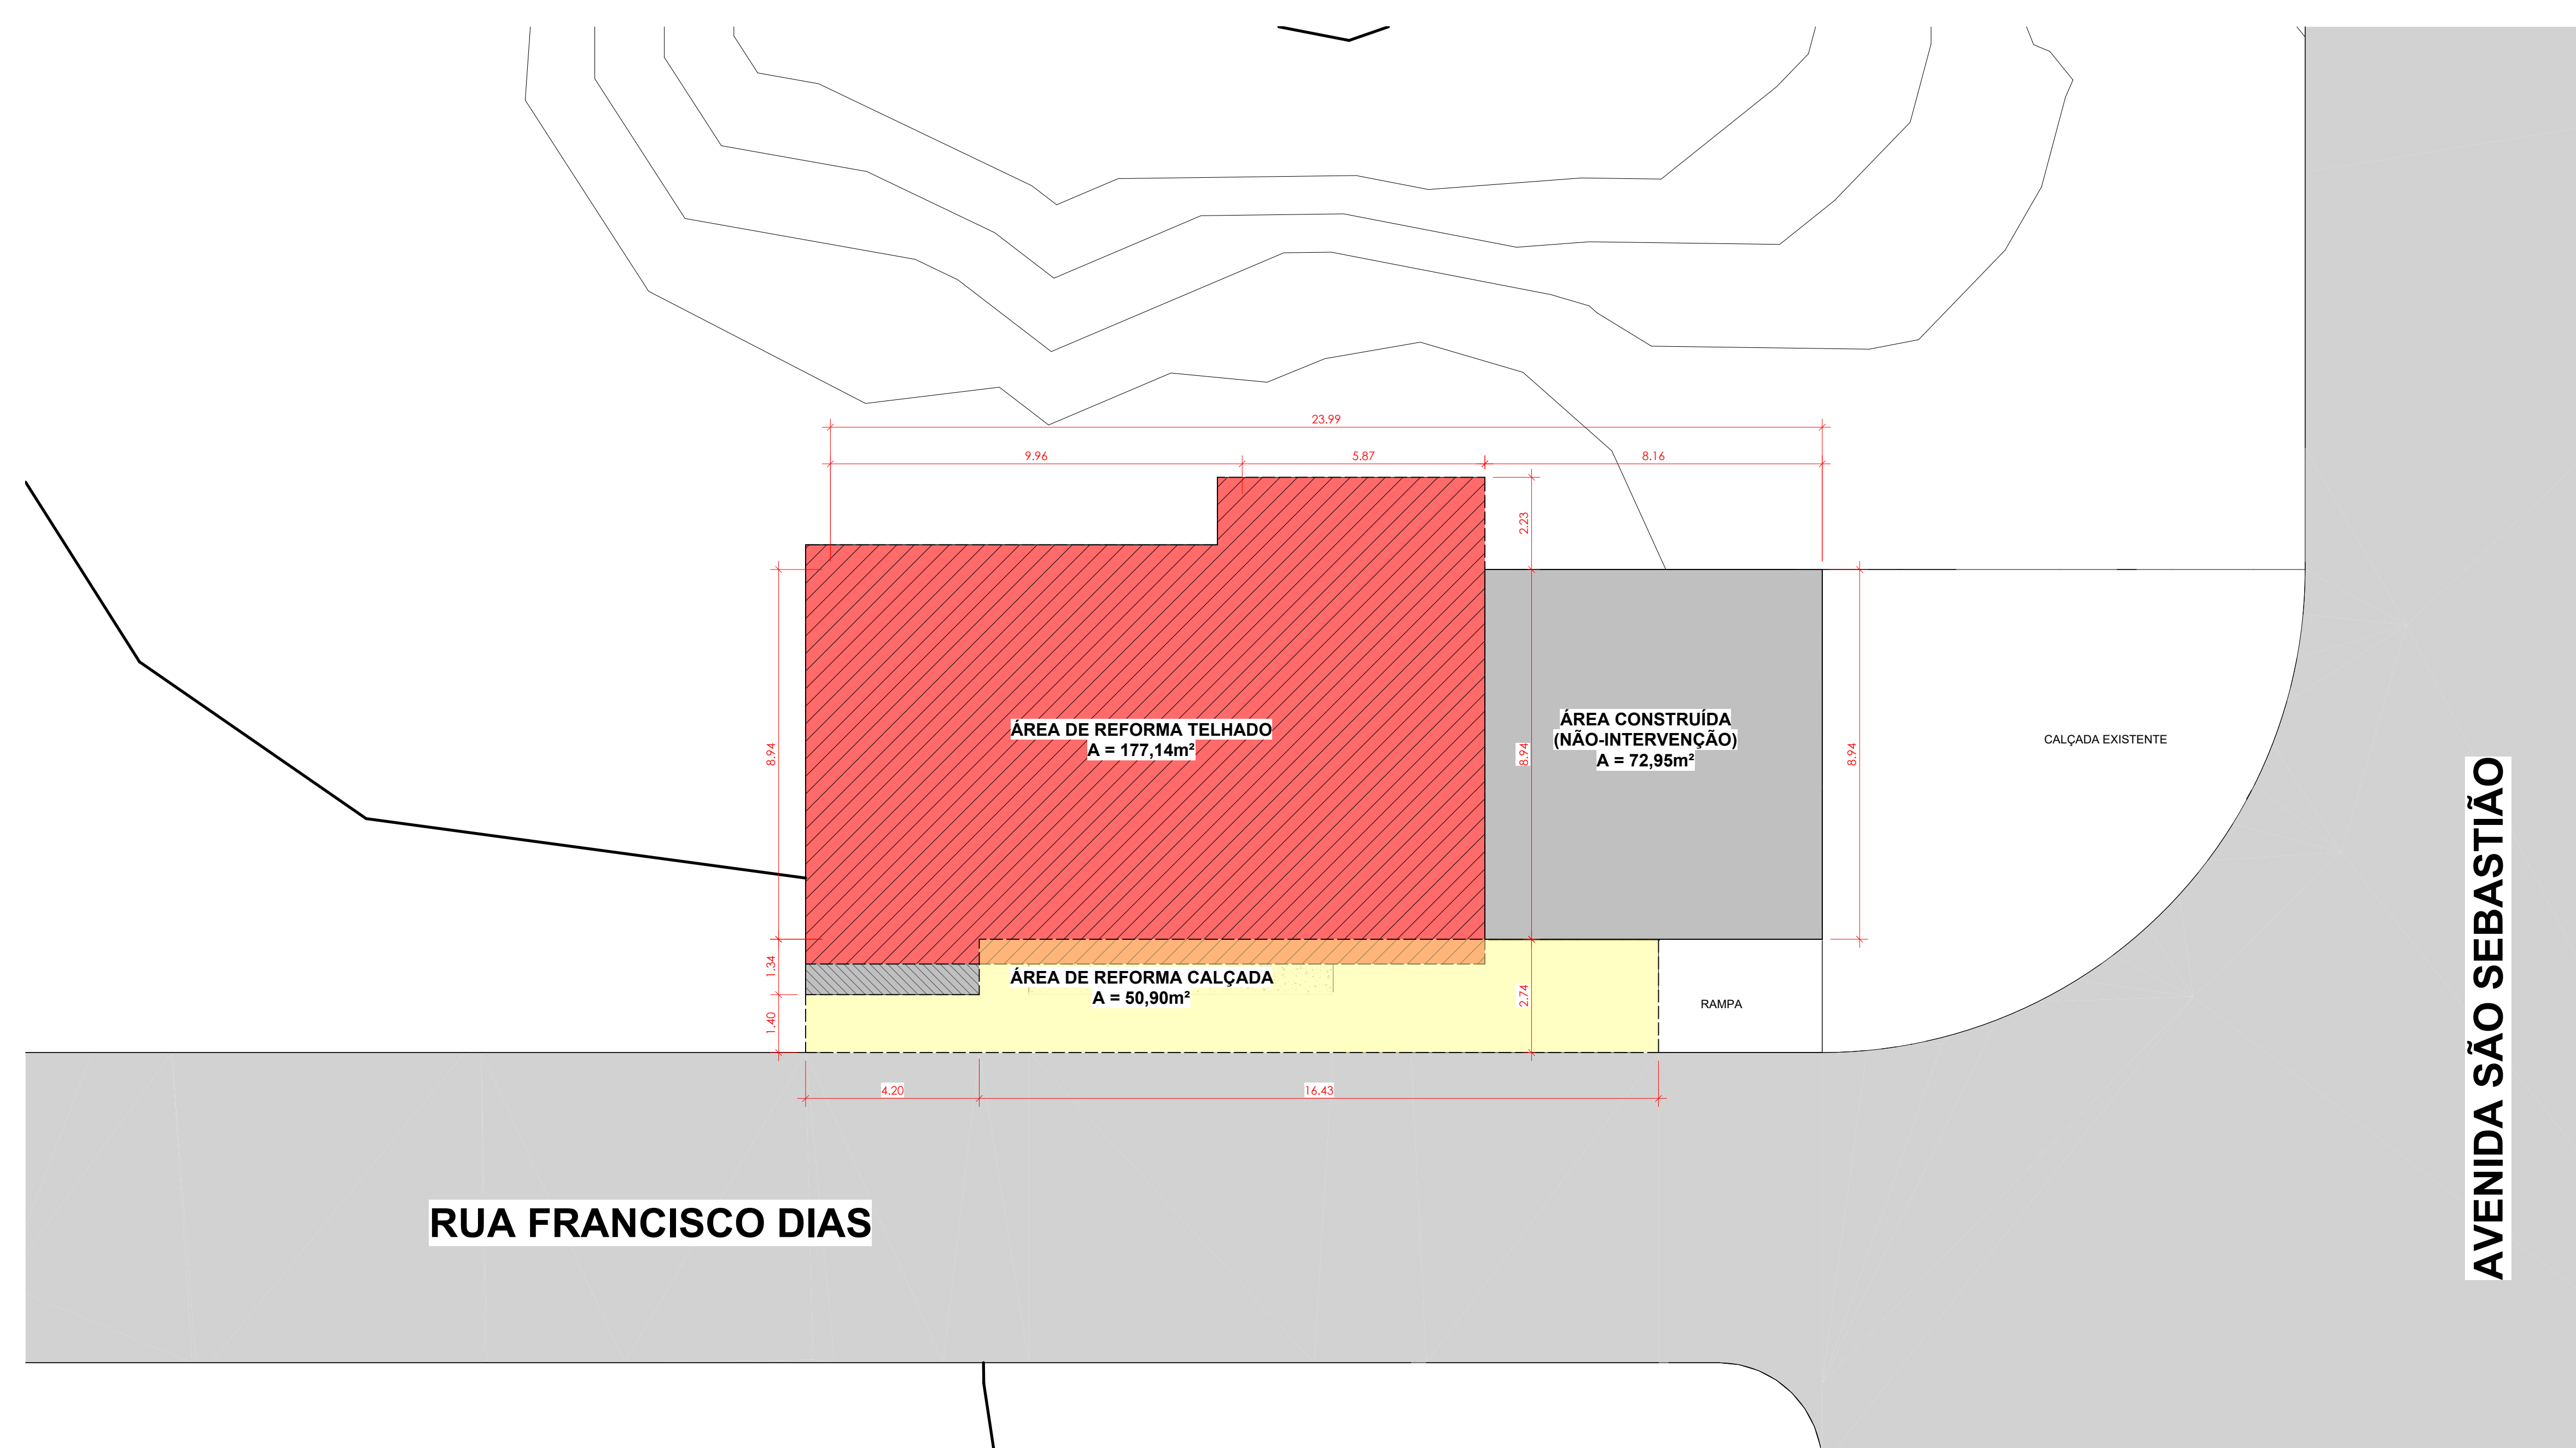 23.99
9.96
5.87
8.16
2.23
8.94
8.94
8.94
ÁREA DE REFORMA TELHADO
A = 177,14m²
ÁREA CONSTRUÍDA
(NÃO-INTERVENÇÃO)
A = 72,95m²
CALÇADA EXISTENTE
1.34
1.40
ÁREA DE REFORMA CALÇADA
A = 50,90m²
2.74
RAMPA
4.20
16.43
RUA FRANCISCO DIAS
AVENIDA SÃO SEBASTIÃO